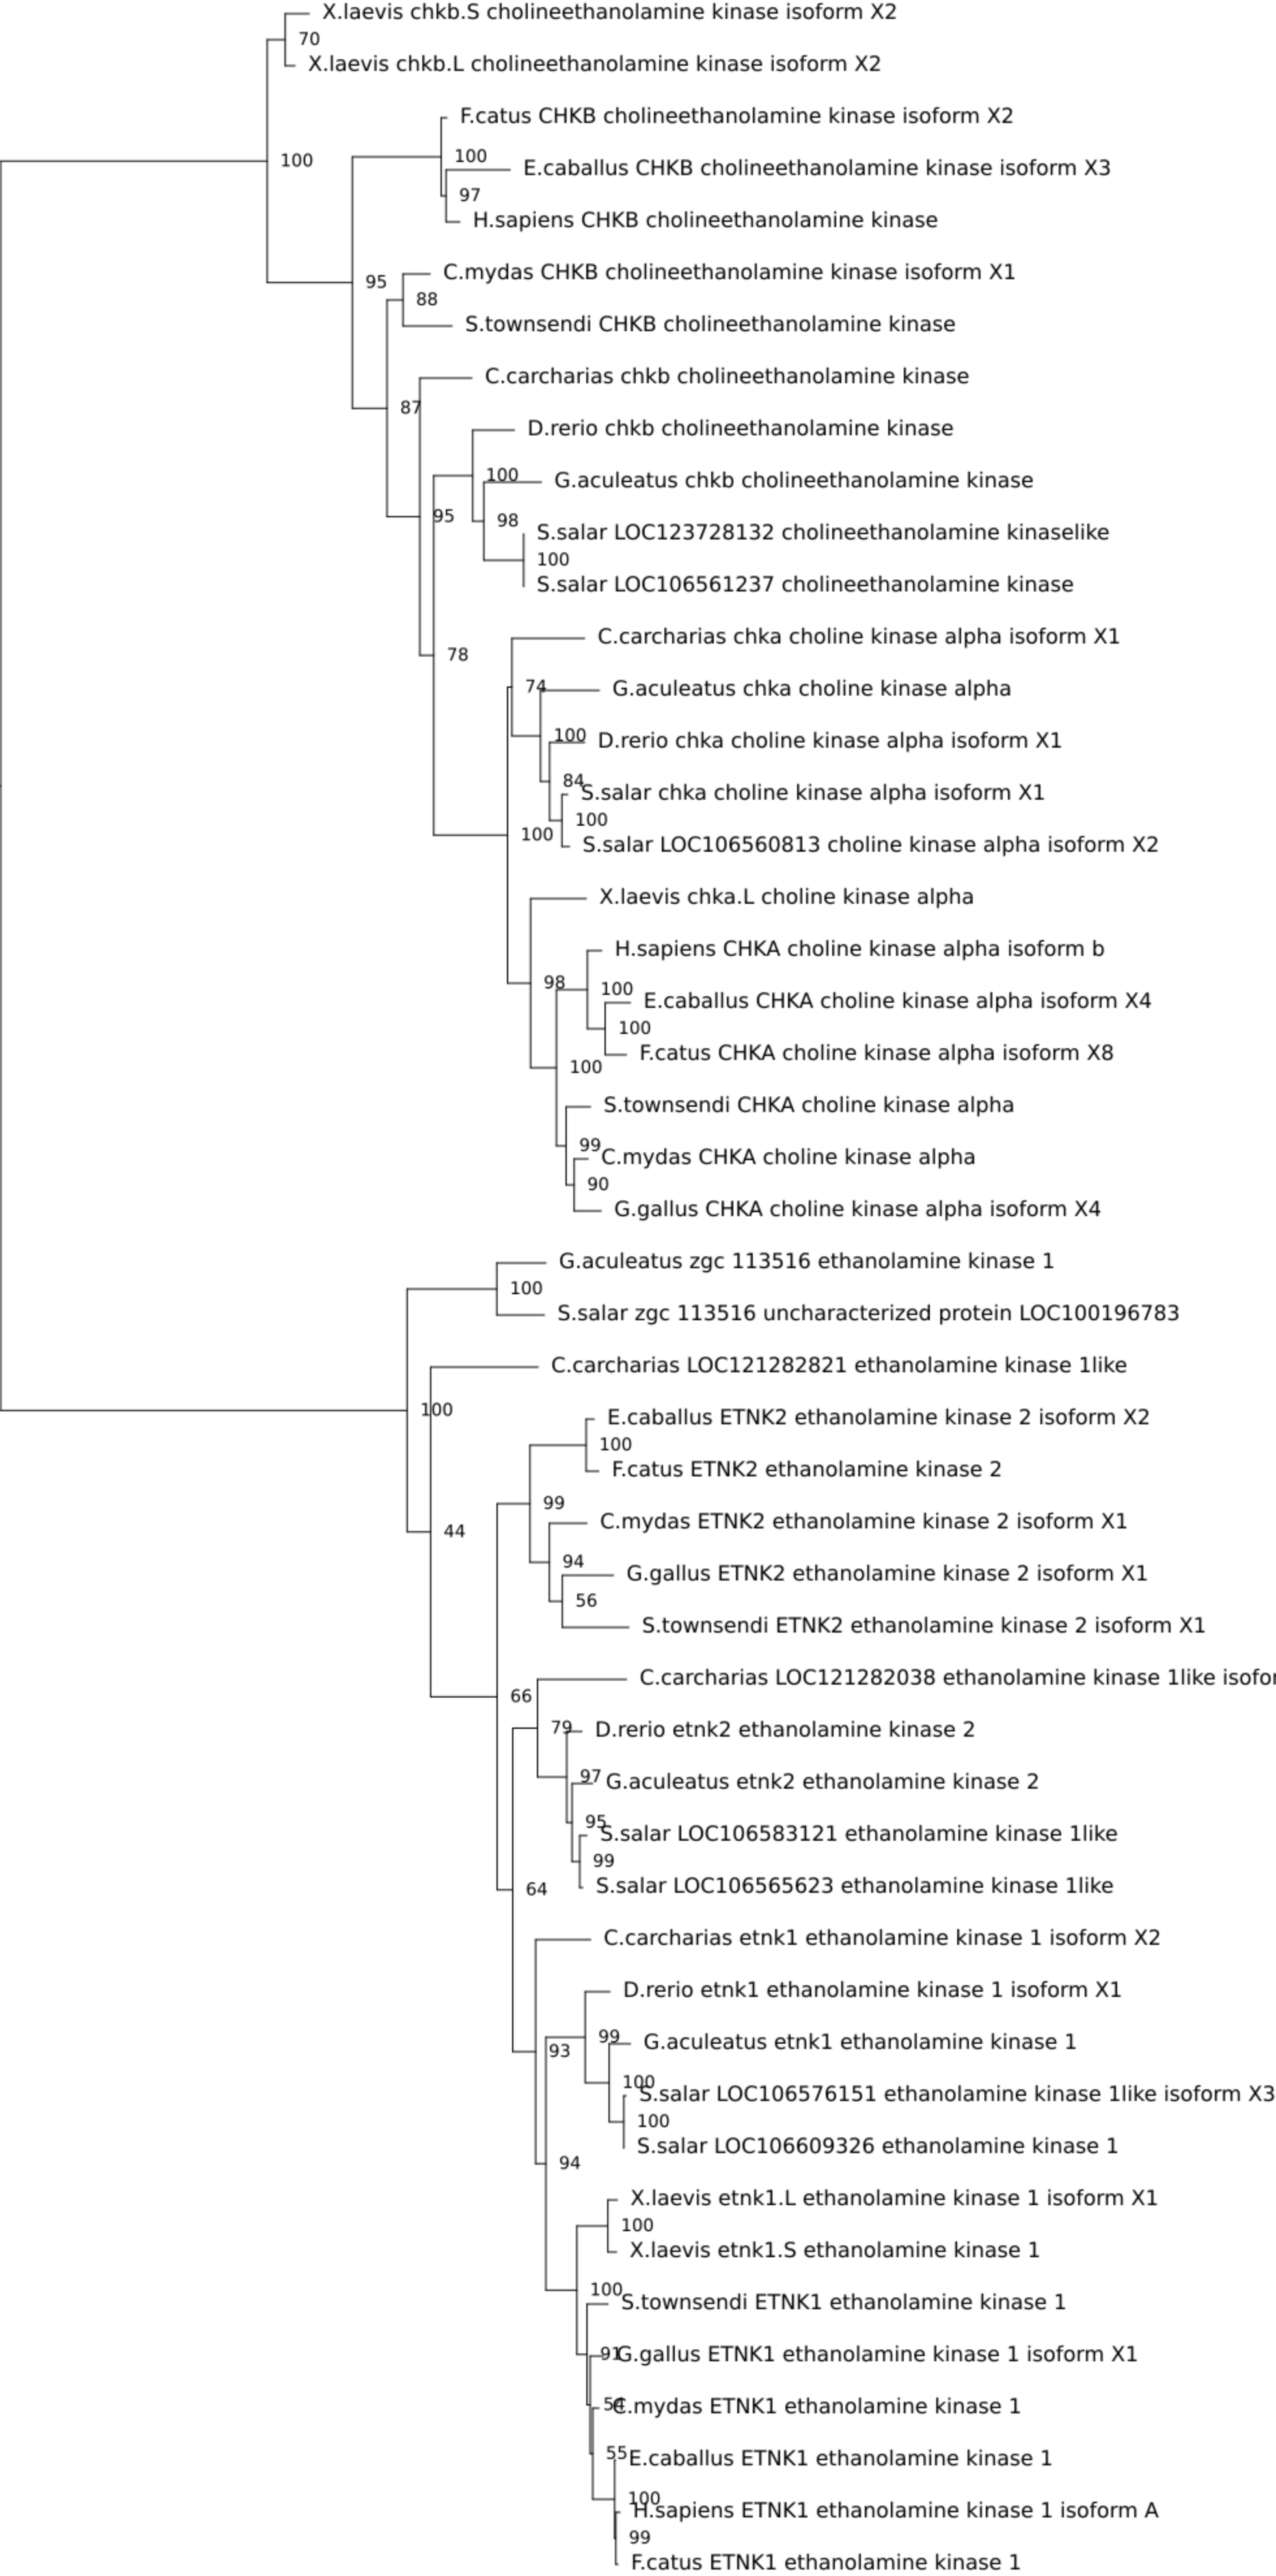 X.laevis chkb.S cholineethanolamine kinase isoform X2
70
X.laevis chkb.L cholineethanolamine kinase isoform X2
F.catus CHKB cholineethanolamine kinase isoform X2
100
100
E.caballus CHKB cholineethanolamine kinase isoform X3
97
H.sapiens CHKB cholineethanolamine kinase
C.mydas CHKB cholineethanolamine kinase isoform X1
95
88
S.townsendi CHKB cholineethanolamine kinase
C.carcharias chkb cholineethanolamine kinase
87
D.rerio chkb cholineethanolamine kinase
100
G.aculeatus chkb cholineethanolamine kinase
95
98
S.salar LOC123728132 cholineethanolamine kinaselike
100
S.salar LOC106561237 cholineethanolamine kinase
C.carcharias chka choline kinase alpha isoform X1
78
74
G.aculeatus chka choline kinase alpha
100
D.rerio chka choline kinase alpha isoform X1
84
S.salar chka choline kinase alpha isoform X1
100
100
S.salar LOC106560813 choline kinase alpha isoform X2
X.laevis chka.L choline kinase alpha
H.sapiens CHKA choline kinase alpha isoform b
98
100
E.caballus CHKA choline kinase alpha isoform X4
100
F.catus CHKA choline kinase alpha isoform X8
100
S.townsendi CHKA choline kinase alpha
99
C.mydas CHKA choline kinase alpha
90
G.gallus CHKA choline kinase alpha isoform X4
G.aculeatus zgc 113516 ethanolamine kinase 1
100
S.salar zgc 113516 uncharacterized protein LOC100196783
C.carcharias LOC121282821 ethanolamine kinase 1like
100
E.caballus ETNK2 ethanolamine kinase 2 isoform X2
100
F.catus ETNK2 ethanolamine kinase 2
99
C.mydas ETNK2 ethanolamine kinase 2 isoform X1
44
94
G.gallus ETNK2 ethanolamine kinase 2 isoform X1
56
S.townsendi ETNK2 ethanolamine kinase 2 isoform X1
C.carcharias LOC121282038 ethanolamine kinase 1like isofor
66
79
D.rerio etnk2 ethanolamine kinase 2
97
G.aculeatus etnk2 ethanolamine kinase 2
95
S.salar LOC106583121 ethanolamine kinase 1like
99
S.salar LOC106565623 ethanolamine kinase 1like
64
C.carcharias etnk1 ethanolamine kinase 1 isoform X2
D.rerio etnk1 ethanolamine kinase 1 isoform X1
99
G.aculeatus etnk1 ethanolamine kinase 1
93
100
S.salar LOC106576151 ethanolamine kinase 1like isoform X3
100
S.salar LOC106609326 ethanolamine kinase 1
94
X.laevis etnk1.L ethanolamine kinase 1 isoform X1
100
X.laevis etnk1.S ethanolamine kinase 1
100
S.townsendi ETNK1 ethanolamine kinase 1
91
G.gallus ETNK1 ethanolamine kinase 1 isoform X1
54
C.mydas ETNK1 ethanolamine kinase 1
55
E.caballus ETNK1 ethanolamine kinase 1
100
H.sapiens ETNK1 ethanolamine kinase 1 isoform A
99
F.catus ETNK1 ethanolamine kinase 1